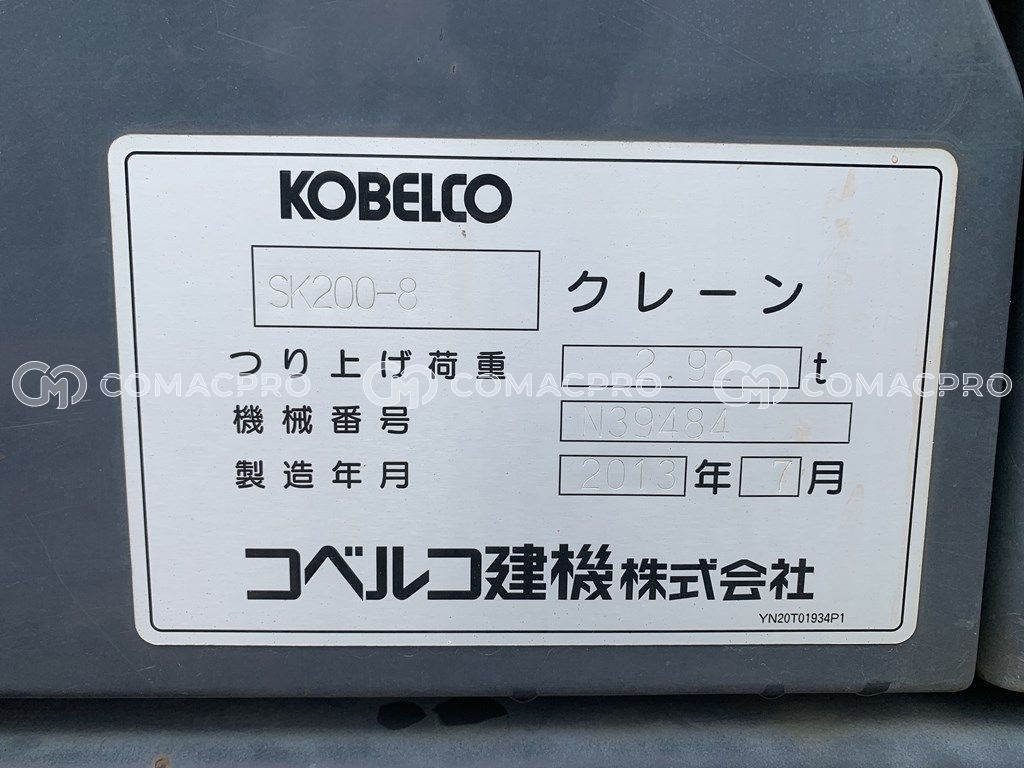 KOBELCO
SK200-8 クレーン
つり上げ荷重 2.92 t
機械番号 N39484
製造年月 2013 年 7 月
コベルコ建機株式会社
YN20T01934P1
COMACPRO COMACPRO COMACPRO